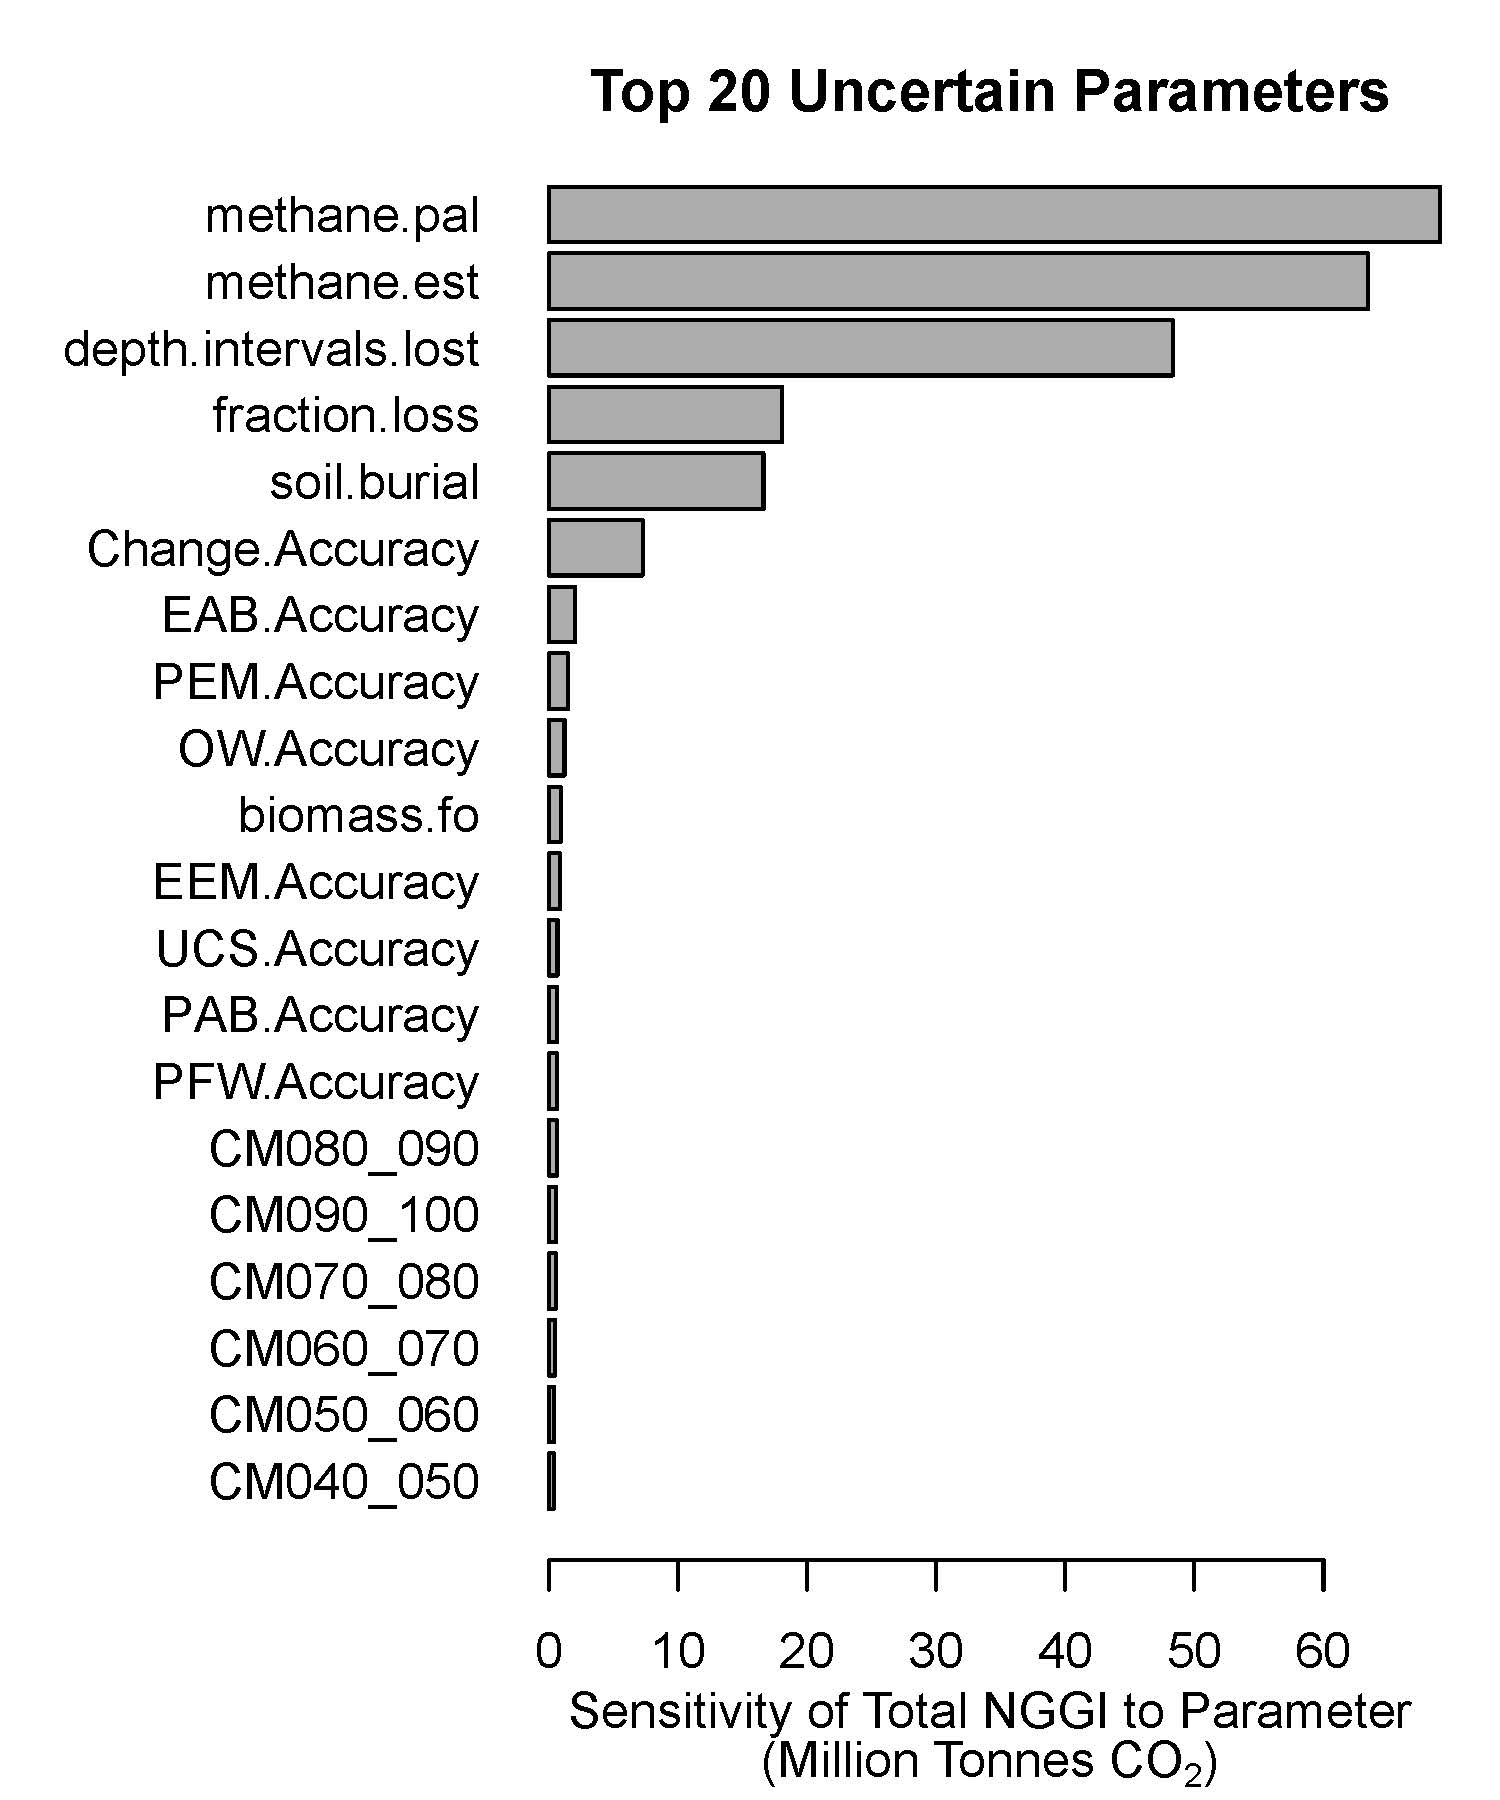 Top 20 Uncertain Parameters
methane.pal
methane.est
depth.intervals.lost
fraction.loss
soil.burial
Change.Accuracy
EAB.Accuracy
PEM.Accuracy
OW.Accuracy
biomass.fo
EEM.Accuracy
UCS.Accuracy
PAB.Accuracy
PFW.Accuracy
CM080_090
CM090_100
CM070_080
CM060_070
CM050_060
CM040_050
0 10 20 30 40 50 60
Sensitivity of Total NGGI to Parameter
(Million Tonnes CO₂)